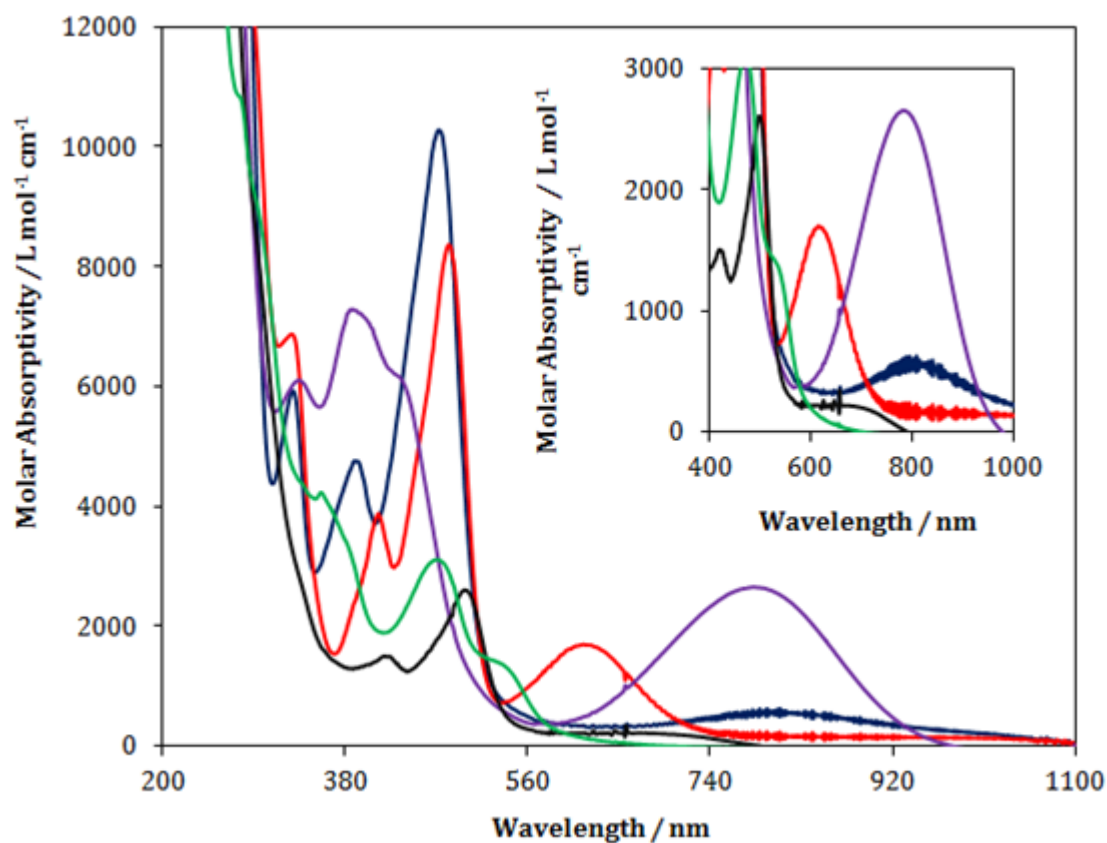 12000
10000
8000
6000
4000
2000
0
Molar Absorptivity / L mol⁻¹ cm⁻¹
200 380 560 740 920 1100
Wavelength / nm
3000
2000
1000
0
Molar Absorptivity / L mol⁻¹
cm⁻¹
400 600 800 1000
Wavelength / nm